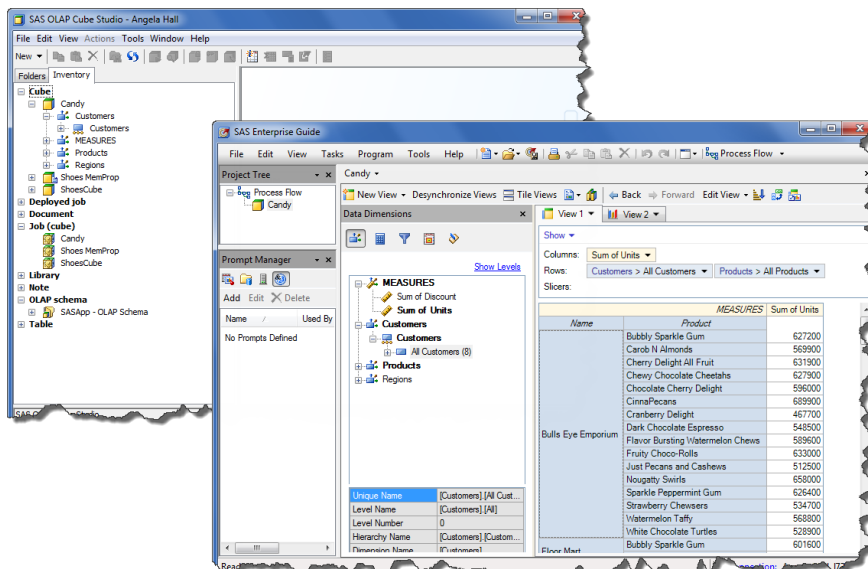 SAS OLAP Cube Studio - Angela Hall
File Edit View Actions Tools Window Help
New
Folders Inventory
Cube
Candy
Customers
Customers
MEASURES
Products
Regions
Shoes MemProp
ShoesCube
Deployed job
Document
Job (cube)
Candy
Shoes MemProp
ShoesCube
Library
Note
OLAP schema
SASApp - OLAP Schema
Table
SAS Enterprise Guide
File Edit View Tasks Program Tools Help Process Flow
Project Tree
Process Flow
Candy
Prompt Manager
Add Edit Delete
Name Used By
No Prompts Defined
Candy
New View Desynchronize Views Tile Views Back Forward Edit View
Data Dimensions
Show Levels
MEASURES
Sum of Discount
Sum of Units
Customers
Customers
All Customers (8)
Products
Regions
Unique Name [Customers].[All Cust...
Level Name [Customers].[All]
Level Number 0
Hierarchy Name [Customers].[Custom...
Dimension Name [Customers]
View 1 View 2
Show
Columns: Sum of Units
Rows: Customers > All Customers Products > All Products
Slicers:
MEASURES Sum of Units
Name Product
Bubbly Sparkle Gum 627200
Carob N Almonds 569900
Cherry Delight All Fruit 631900
Chewy Chocolate Cheetahs 627900
Chocolate Cherry Delight 596000
CinnaPecans 689900
Cranberry Delight 467700
Dark Chocolate Espresso 548500
Bulls Eye Emporium Flavor Bursting Watermelon Chews 589600
Fruity Choco-Rolls 633000
Just Pecans and Cashews 512500
Nougatty Swirls 658000
Sparkle Peppermint Gum 626400
Strawberry Chewsers 534700
Watermelon Taffy 568800
White Chocolate Turtles 528900
Floor Mart Bubbly Sparkle Gum 601600